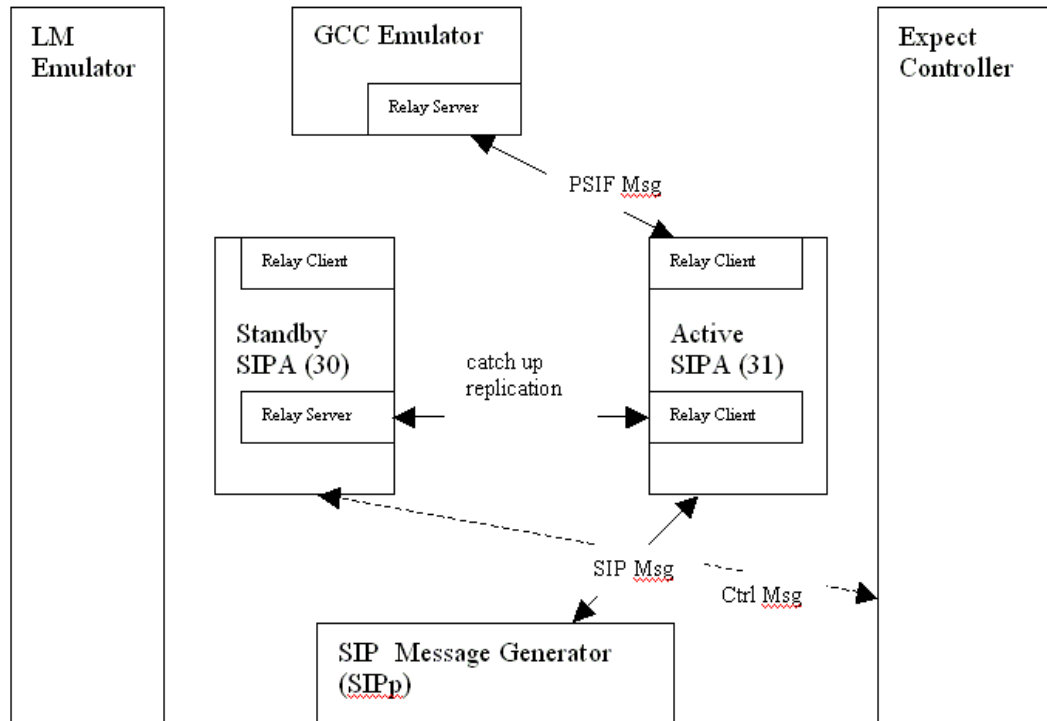 LM
Emulator
GCC Emulator
Relay Server
Expect
Controller
PSIF Msg
Relay Client
Relay Client
Standby
SIPA (30)
catch up
replication
Active
SIPA (31)
Relay Server
Relay Client
SIP Msg
Ctrl Msg
SIP Message Generator
(SIPp)